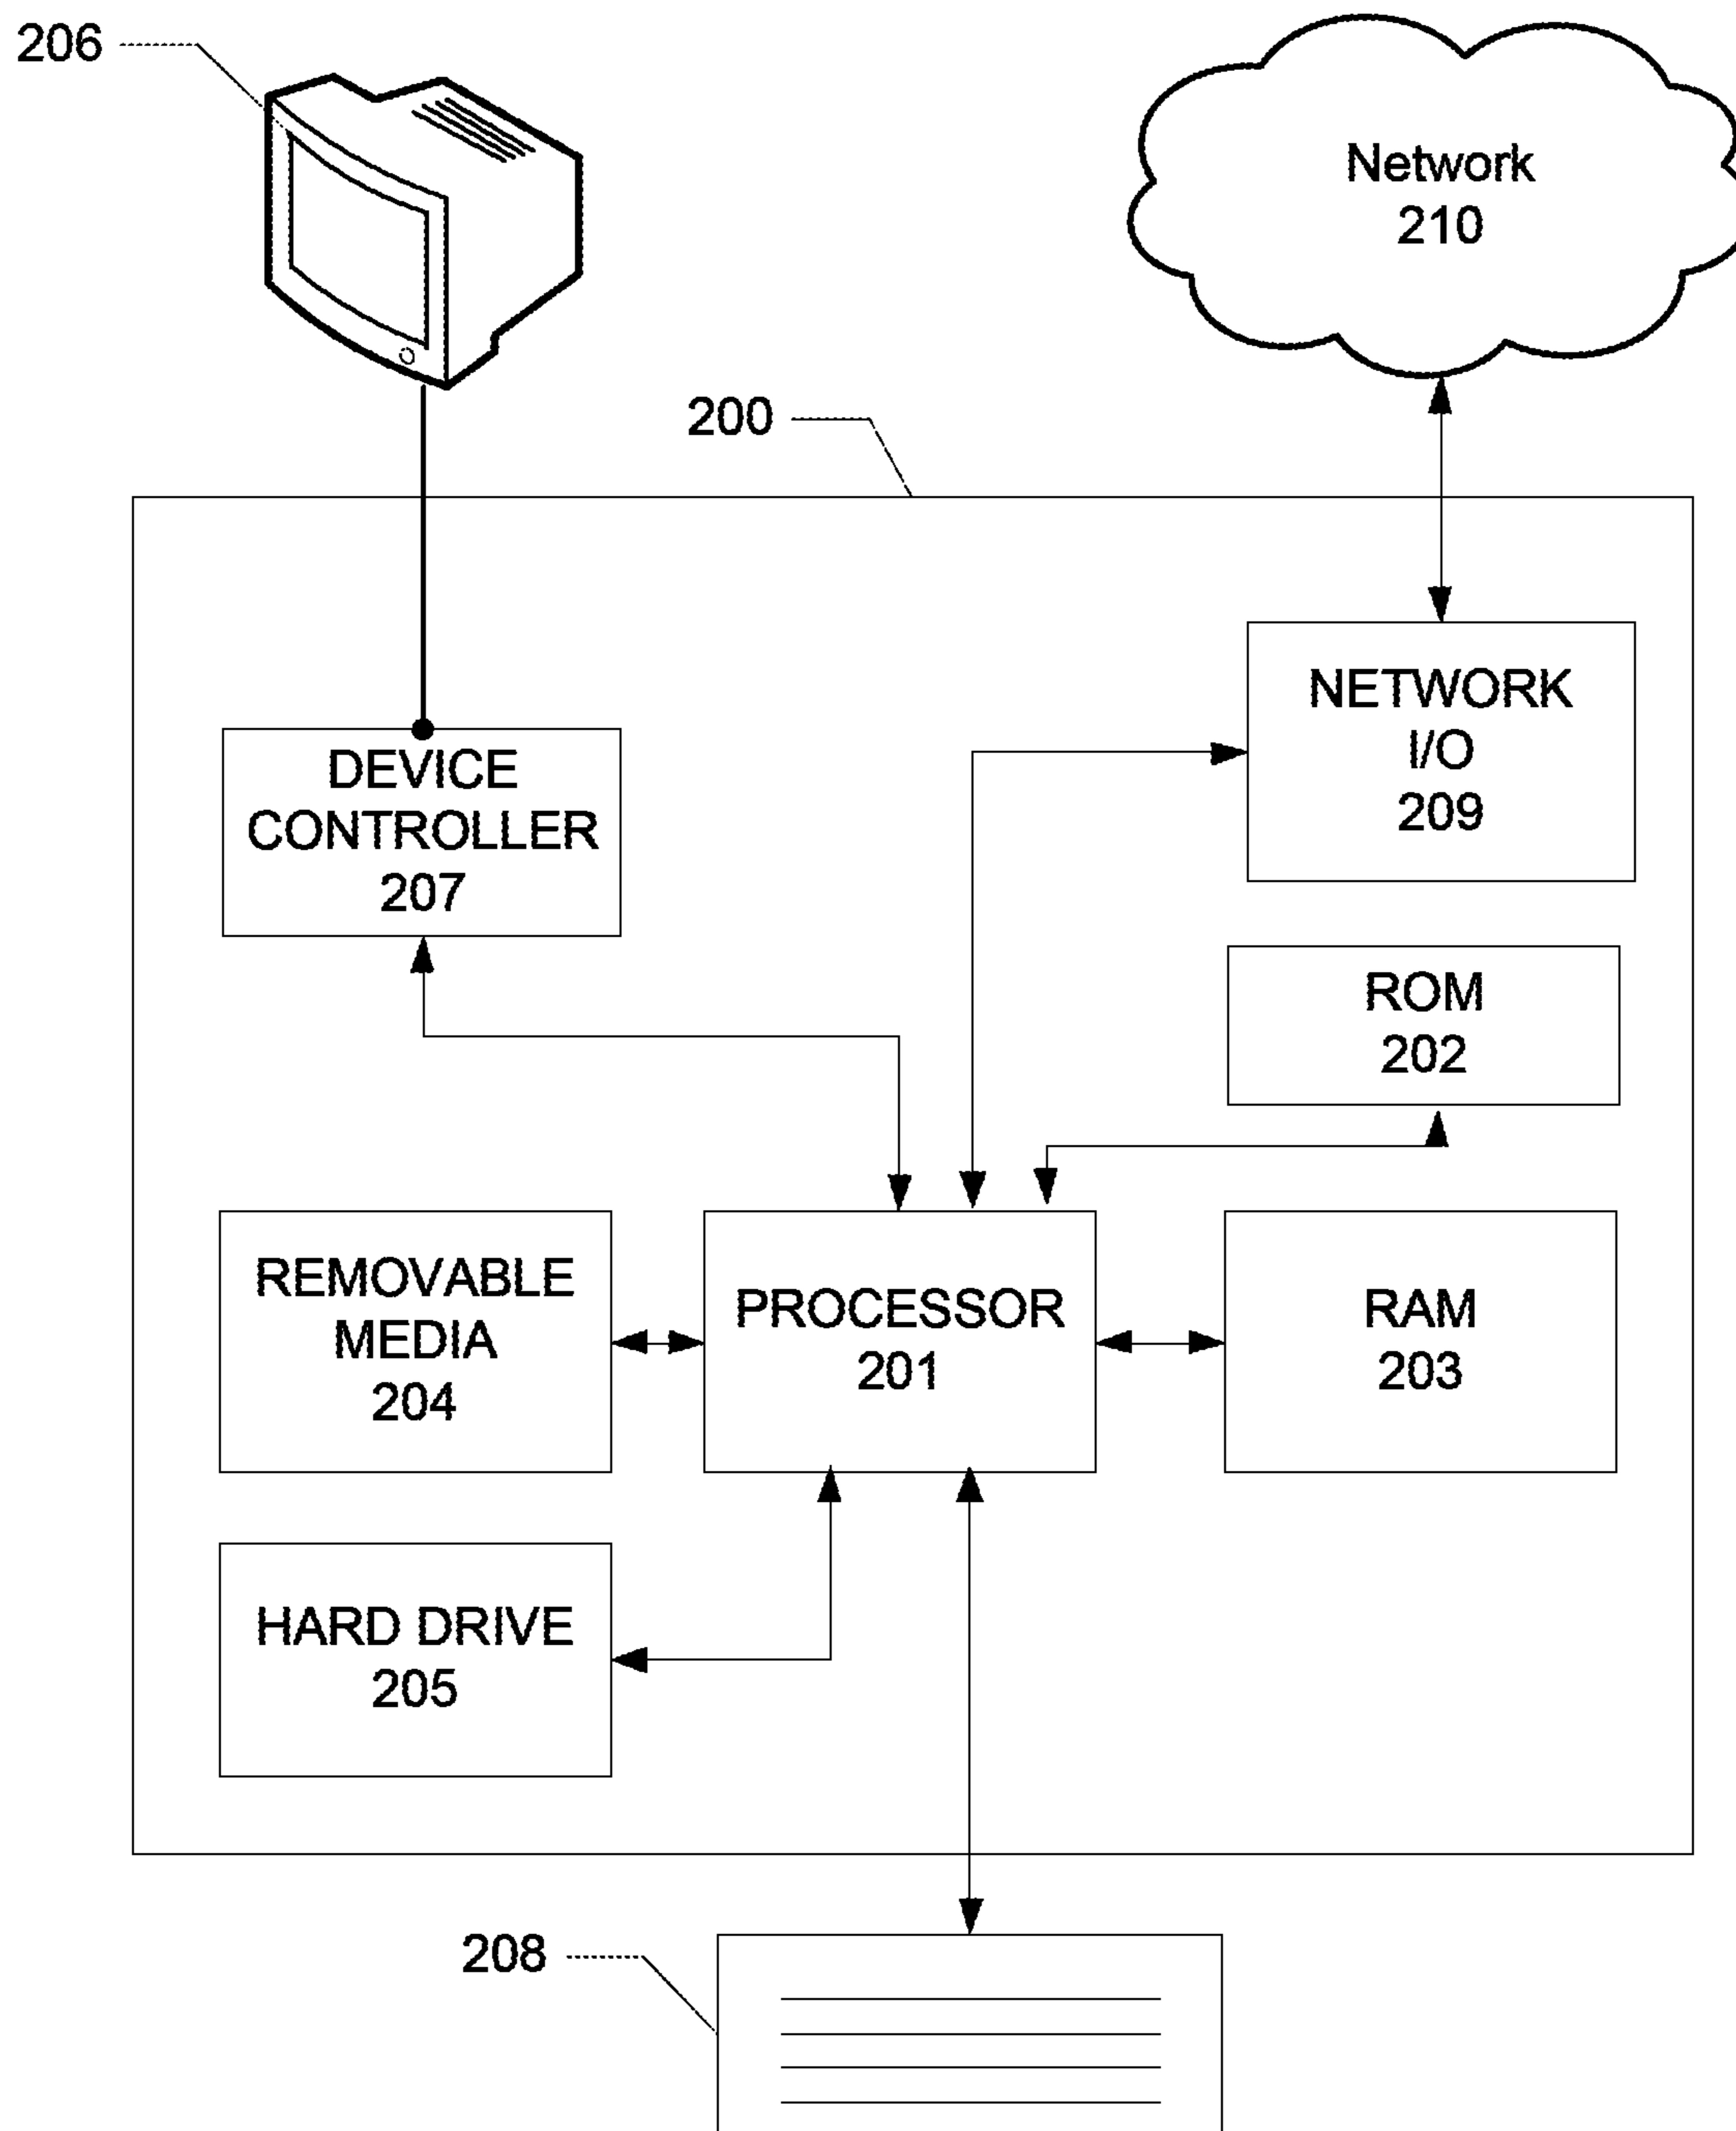 206
Network
210
200
NETWORK
I/O
209
DEVICE
CONTROLLER
207
ROM
202
REMOVABLE
MEDIA
204
PROCESSOR
201
RAM
203
HARD DRIVE
205
208